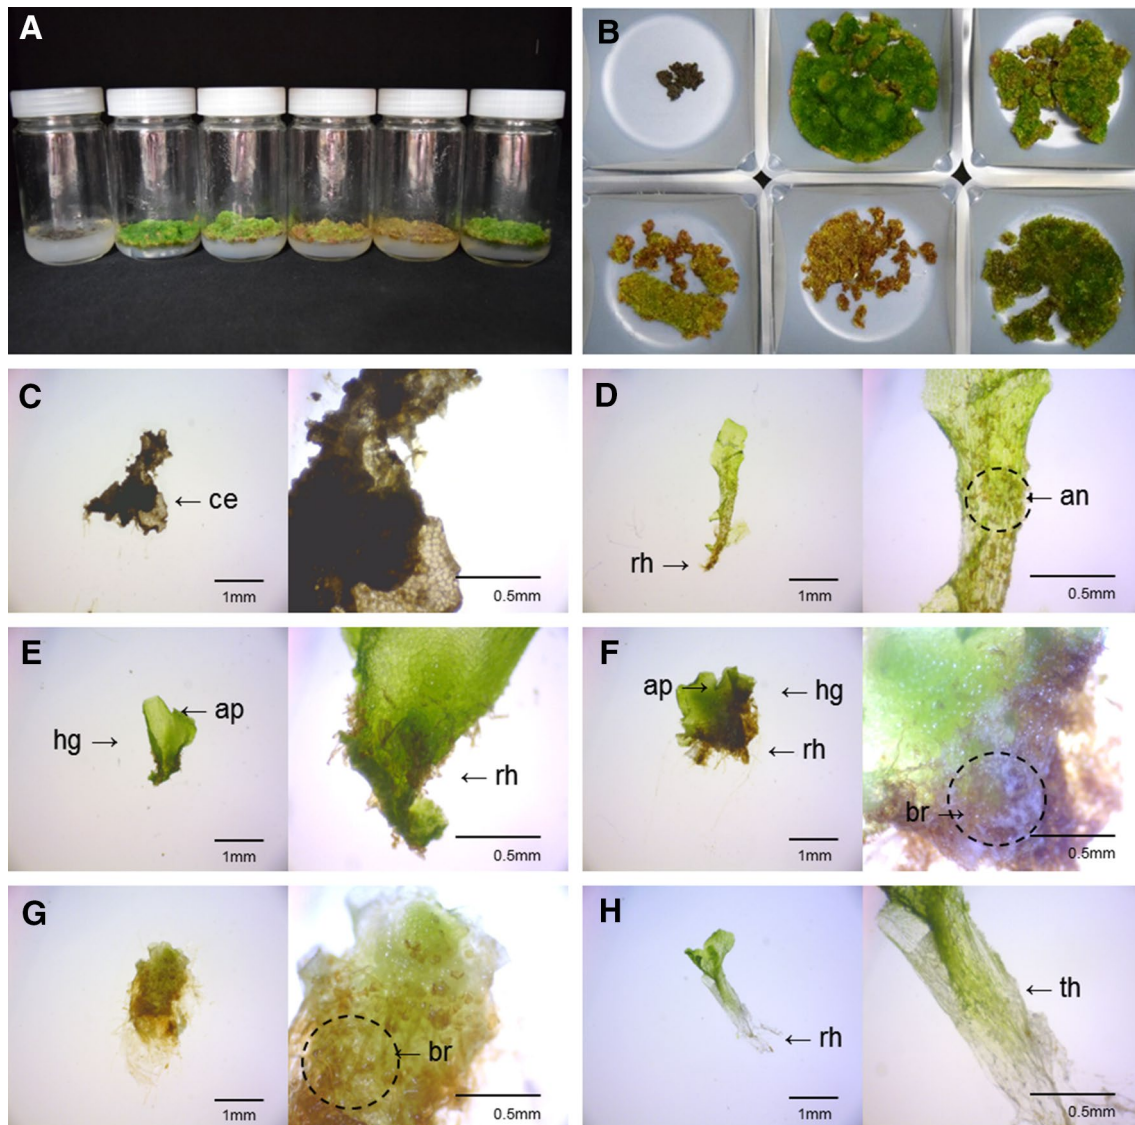 A
B
C
← ce
1mm
0.5mm
D
rh →
← an
1mm
0.5mm
E
← ap
hg →
← rh
1mm
0.5mm
F
ap →
← hg
← rh
br →
1mm
0.5mm
G
← br
1mm
0.5mm
H
← rh
← th
1mm
0.5mm